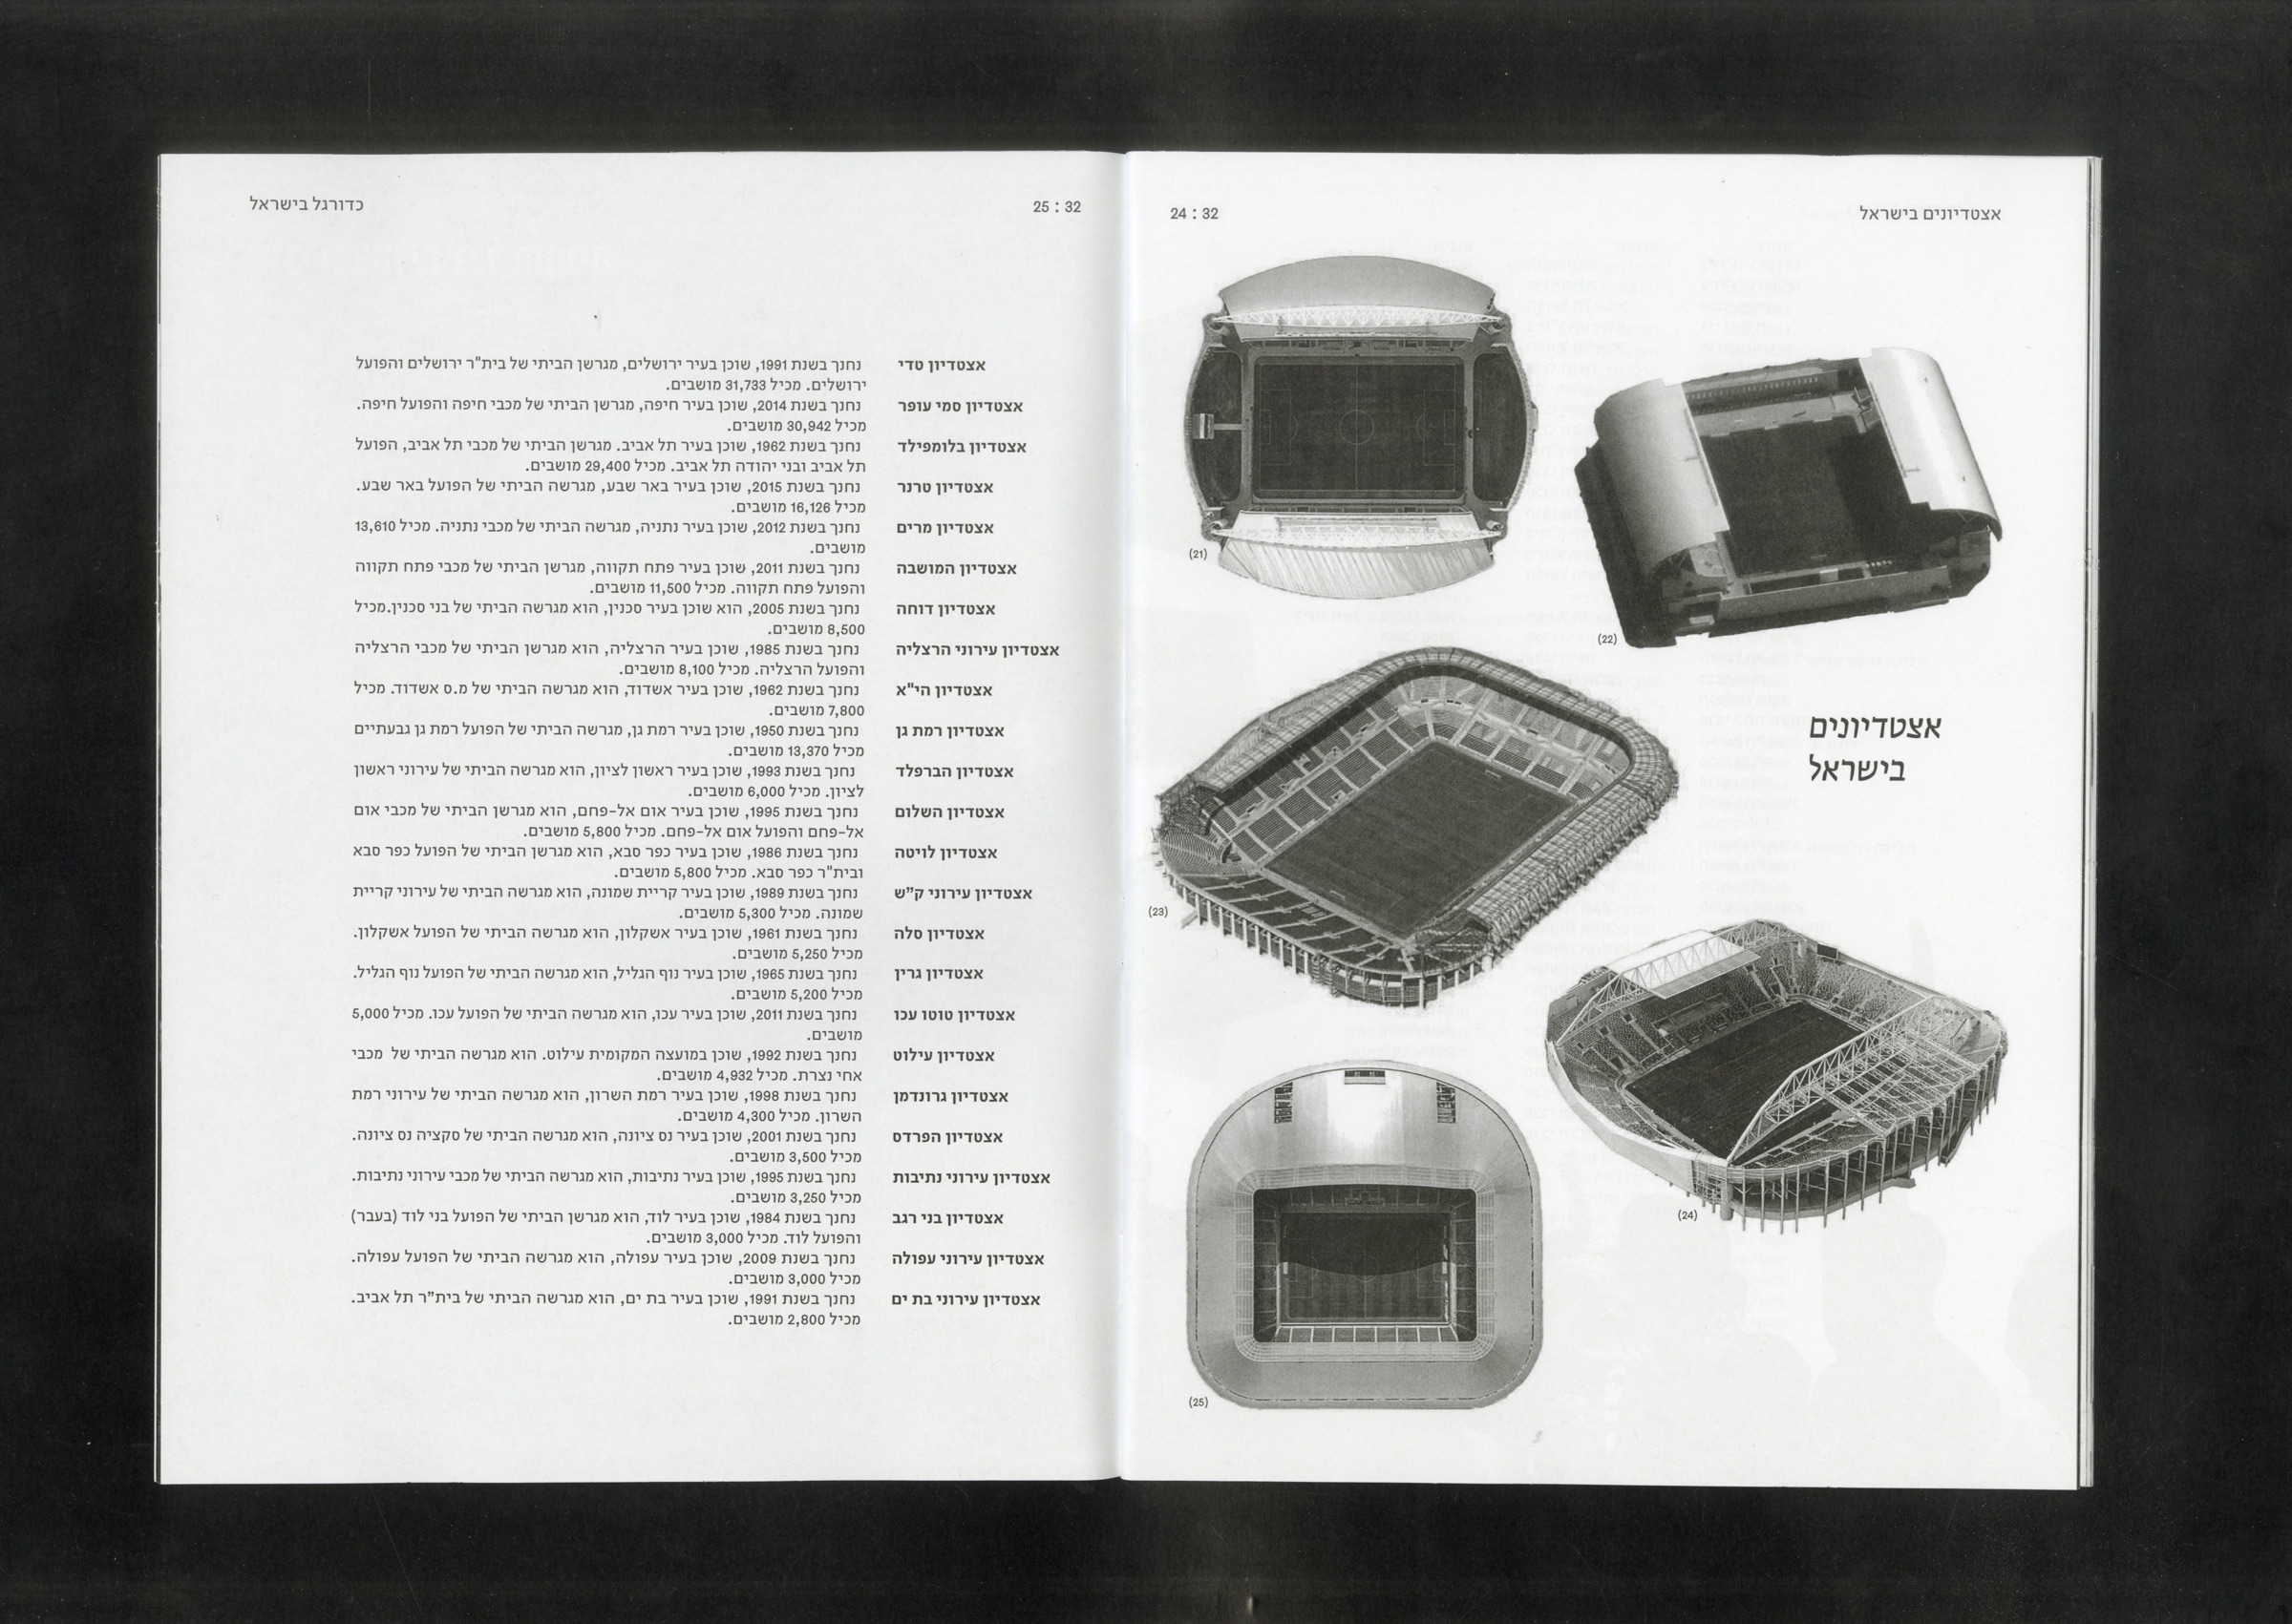 אצטדיונים בישראל
24 : 32
(21)
(22)
אצטדיונים
בישראל
(23)
(24)
(25)
25 : 32
כדורגל בישראל
אצטדיון טדי נחנך בשנת 1991, שוכן בעיר ירושלים, מגרשן הביתי של בית"ר ירושלים והפועל
ירושלים. מכיל 31,733 מושבים.
אצטדיון סמי עופר נחנך בשנת 2014, שוכן בעיר חיפה, מגרשן הביתי של מכבי חיפה והפועל חיפה.
מכיל 30,942 מושבים.
אצטדיון בלומפילד נחנך בשנת 1962, שוכן בעיר תל אביב. מגרשן הביתי של מכבי תל אביב, הפועל
תל אביב ובני יהודה תל אביב. מכיל 29,400 מושבים.
אצטדיון טרנר נחנך בשנת 2015, שוכן בעיר באר שבע, מגרשה הביתי של הפועל באר שבע.
מכיל 16,126 מושבים.
אצטדיון מרים נחנך בשנת 2012, שוכן בעיר נתניה, מגרשה הביתי של מכבי נתניה. מכיל 13,610
מושבים.
אצטדיון המושבה נחנך בשנת 2011, שוכן בעיר פתח תקווה, מגרשן הביתי של מכבי פתח תקווה
והפועל פתח תקווה. מכיל 11,500 מושבים.
אצטדיון דוחה נחנך בשנת 2005, הוא שוכן בעיר סכנין, הוא מגרשה הביתי של בני סכנין.מכיל
8,500 מושבים.
אצטדיון עירוני הרצליה נחנך בשנת 1985, שוכן בעיר הרצליה, הוא מגרשן הביתי של מכבי הרצליה
והפועל הרצליה. מכיל 8,100 מושבים.
אצטדיון הי"א נחנך בשנת 1962, שוכן בעיר אשדוד, הוא מגרשה הביתי של מ.ס אשדוד. מכיל
7,800 מושבים.
אצטדיון רמת גן נחנך בשנת 1950, שוכן בעיר רמת גן, מגרשה הביתי של הפועל רמת גן גבעתיים
מכיל 13,370 מושבים.
אצטדיון הברפלד נחנך בשנת 1993, שוכן בעיר ראשון לציון, הוא מגרשה הביתי של עירוני ראשון
לציון. מכיל 6,000 מושבים.
אצטדיון השלום נחנך בשנת 1995, שוכן בעיר אום אל-פחם, הוא מגרשן הביתי של מכבי אום
אל-פחם והפועל אום אל-פחם. מכיל 5,800 מושבים.
אצטדיון לויטה נחנך בשנת 1986, שוכן בעיר כפר סבא, הוא מגרשן הביתי של הפועל כפר סבא
ובית"ר כפר סבא. מכיל 5,800 מושבים.
אצטדיון עירוני ק״ש נחנך בשנת 1989, שוכן בעיר קריית שמונה, הוא מגרשה הביתי של עירוני קריית
שמונה. מכיל 5,300 מושבים.
אצטדיון סלה נחנך בשנת 1961, שוכן בעיר אשקלון, הוא מגרשה הביתי של הפועל אשקלון.
מכיל 5,250 מושבים.
אצטדיון גרין נחנך בשנת 1965, שוכן בעיר נוף הגליל, הוא מגרשה הביתי של הפועל נוף הגליל.
מכיל 5,200 מושבים.
אצטדיון טוטו עכו נחנך בשנת 2011, שוכן בעיר עכו, הוא מגרשה הביתי של הפועל עכו. מכיל 5,000
מושבים.
אצטדיון עילוט נחנך בשנת 1992, שוכן במועצה המקומית עילוט. הוא מגרשה הביתי של מכבי
אחי נצרת. מכיל 4,932 מושבים.
אצטדיון גרונדמן נחנך בשנת 1998, שוכן בעיר רמת השרון, הוא מגרשה הביתי של עירוני רמת
השרון. מכיל 4,300 מושבים.
אצטדיון הפרדס נחנך בשנת 2001, שוכן בעיר נס ציונה, הוא מגרשה הביתי של סקציה נס ציונה.
מכיל 3,500 מושבים.
אצטדיון עירוני נתיבות נחנך בשנת 1995, שוכן בעיר נתיבות, הוא מגרשה הביתי של מכבי עירוני נתיבות.
מכיל 3,250 מושבים.
אצטדיון בני רגב נחנך בשנת 1984, שוכן בעיר לוד, הוא מגרשן הביתי של הפועל בני לוד (בעבר)
והפועל לוד. מכיל 3,000 מושבים.
אצטדיון עירוני עפולה נחנך בשנת 2009, שוכן בעיר עפולה, הוא מגרשה הביתי של הפועל עפולה.
מכיל 3,000 מושבים.
אצטדיון עירוני בת ים נחנך בשנת 1991, שוכן בעיר בת ים, הוא מגרשה הביתי של בית״ר תל אביב.
מכיל 2,800 מושבים.